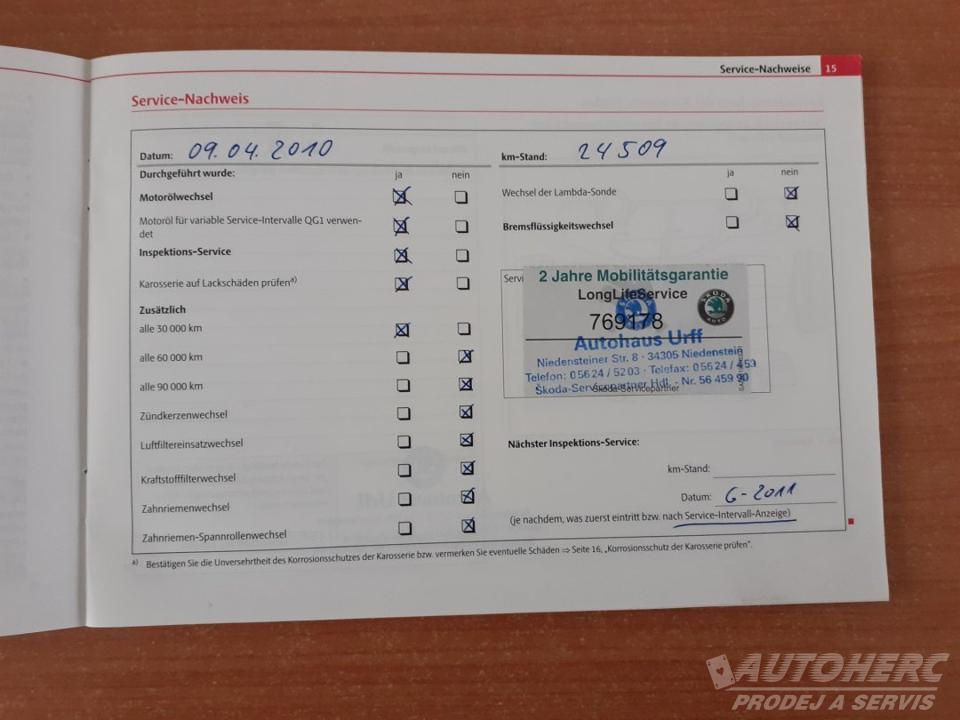 Service-Nachweise 15
Service-Nachweis
Datum: 09.04.2010
km-Stand: 24509
Durchgeführt wurde: ja nein
ja nein
Motorölwechsel
Motoröl für variable Service-Intervalle QG1 verwen-
det
Inspektions-Service
Karosserie auf Lackschäden prüfen a)
Zusätzlich
alle 30 000 km
alle 60 000 km
alle 90 000 km
Zündkerzenwechsel
Luftfiltereinsatzwechsel
Kraftstofffilterwechsel
Zahnriemenwechsel
Zahnriemen-Spannrollenwechsel
Wechsel der Lambda-Sonde
Bremsflüssigkeitswechsel
2 Jahre Mobilitätsgarantie
LongLifeService
769178
Autohaus Urff
Niedensteiner Str. 8 · 34305 Niedenstein
Telefon: 05624/5203 · Telefax: 05624/459
Škoda-Servicepartner Hdl. - Nr. 56 459 90
Škoda-Servicepartner
Nächster Inspektions-Service:
km-Stand:
Datum: 6-2011
(je nachdem, was zuerst eintritt bzw. nach Service-Intervall-Anzeige)
a) Bestätigen Sie die Unversehrtheit des Korrosionsschutzes der Karosserie bzw. vermerken Sie eventuelle Schäden ⇒ Seite 16, „Korrosionsschutz der Karosserie prüfen“.
AUTOHERC
PRODEJ A SERVIS